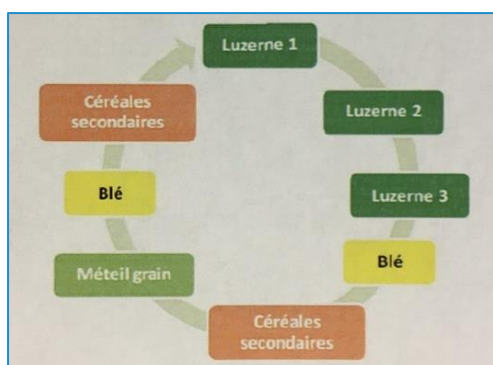 Luzerne 1
Luzerne 2
Luzerne 3
Blé
Céréales
secondaires
Méteil grain
Blé
Céréales
secondaires